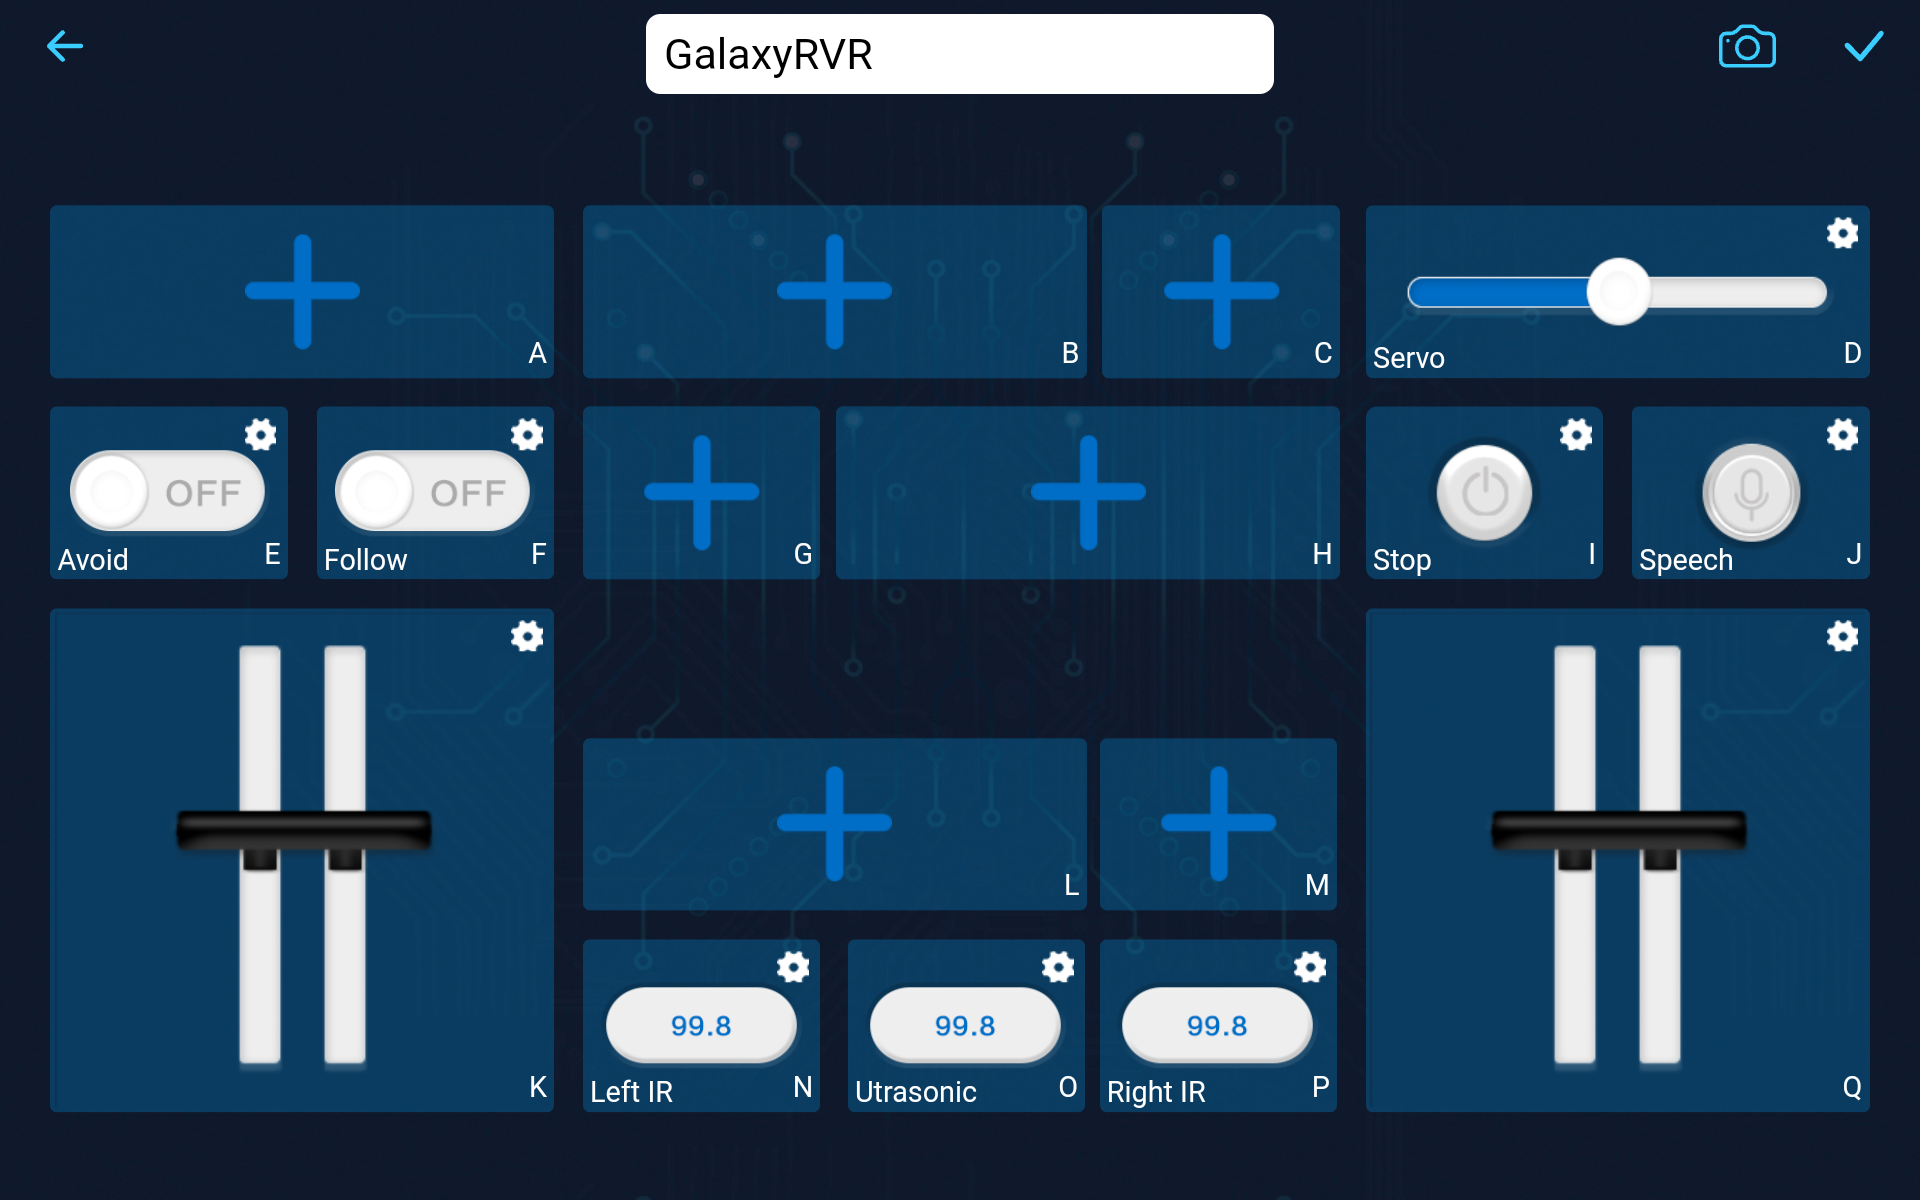 GalaxyRVR
A
B
C
Servo
D
OFF
Avoid
E
OFF
Follow
F
G
H
Stop
I
Speech
J
K
L
M
99.8
Left IR
N
99.8
Utrasonic
O
99.8
Right IR
P
Q